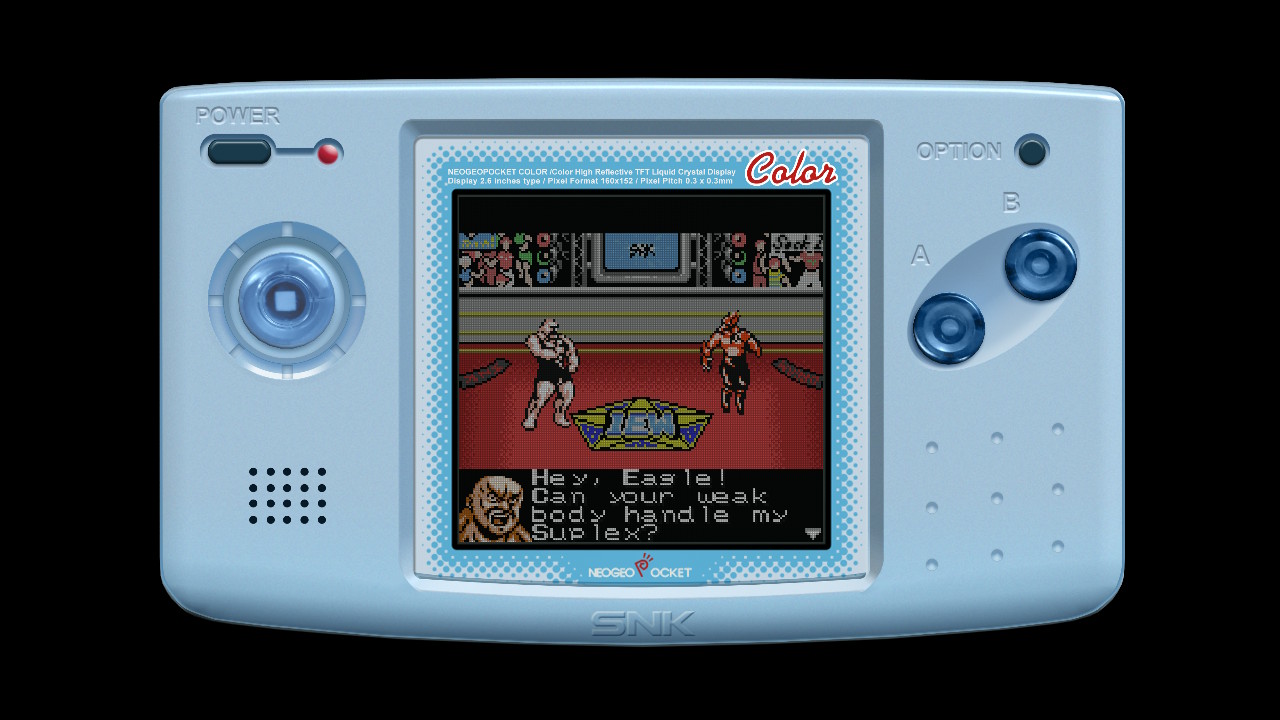 POWER
OPTION
B
A
NEOGEOPOCKET COLOR /Color High Reflective TFT Liquid Crystal Display
Display 2.6 inches type / Pixel Format 160x152 / Pixel Pitch 0.3 x 0.3mm
Color
SNK
IEW
Hey, Eagle!
Can your weak
body handle my
Suplex?
NEOGEO POCKET
SNK